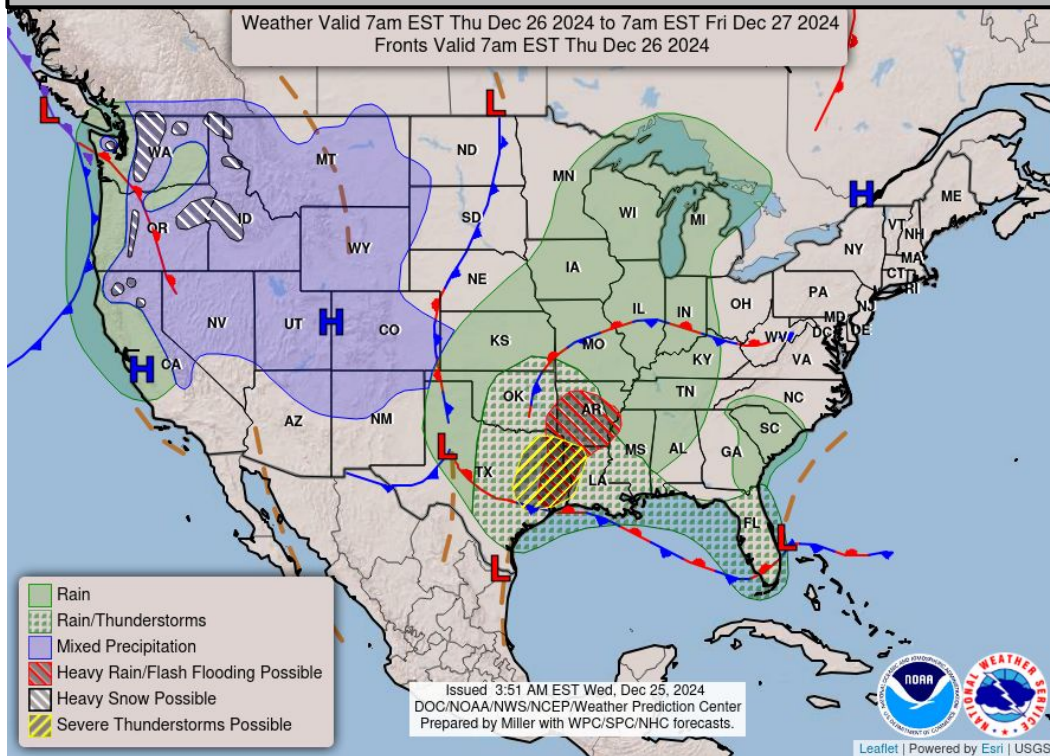 Weather Valid 7am EST Thu Dec 26 2024 to 7am EST Fri Dec 27 2024
Fronts Valid 7am EST Thu Dec 26 2024
L
L
H
WA
MT
ND
MN
ME
VT
NH
OR
ID
SD
WI
MI
NY
MA
CT
RI
WY
IA
PA
NJ
NE
OH
MD
DE
DC
H
NV
UT
CO
IL
IN
WV
VA
H
CA
KS
MO
KY
AZ
NM
OK
AR
TN
NC
SC
L
TX
MS
AL
GA
LA
FL
L
L
Rain
Rain/Thunderstorms
Mixed Precipitation
Heavy Rain/Flash Flooding Possible
Heavy Snow Possible
Severe Thunderstorms Possible
Issued 3:51 AM EST Wed, Dec 25, 2024
DOC/NOAA/NWS/NCEP/Weather Prediction Center
Prepared by Miller with WPC/SPC/NHC forecasts.
NOAA
NATIONAL WEATHER SERVICE
Leaflet | Powered by Esri | USGS